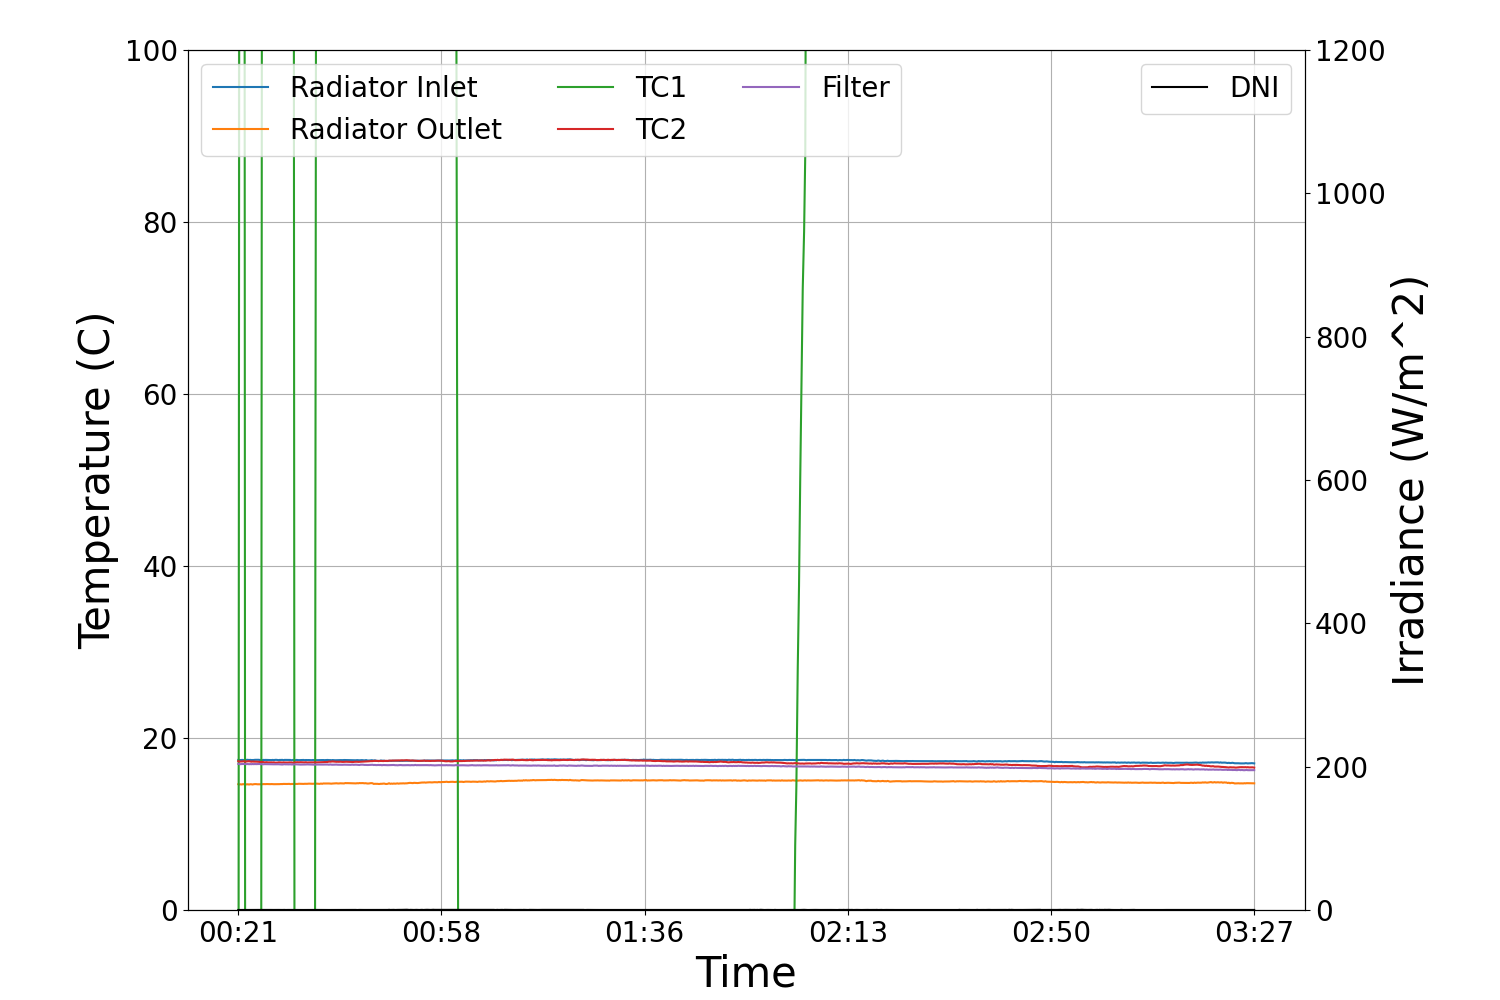 Radiator Inlet
Radiator Outlet
TC1
TC2
Filter
DNI
100
80
60
40
20
0
Temperature (C)
1200
1000
800
600
400
200
0
Irradiance (W/m^2)
00:21
00:58
01:36
02:13
02:50
03:27
Time